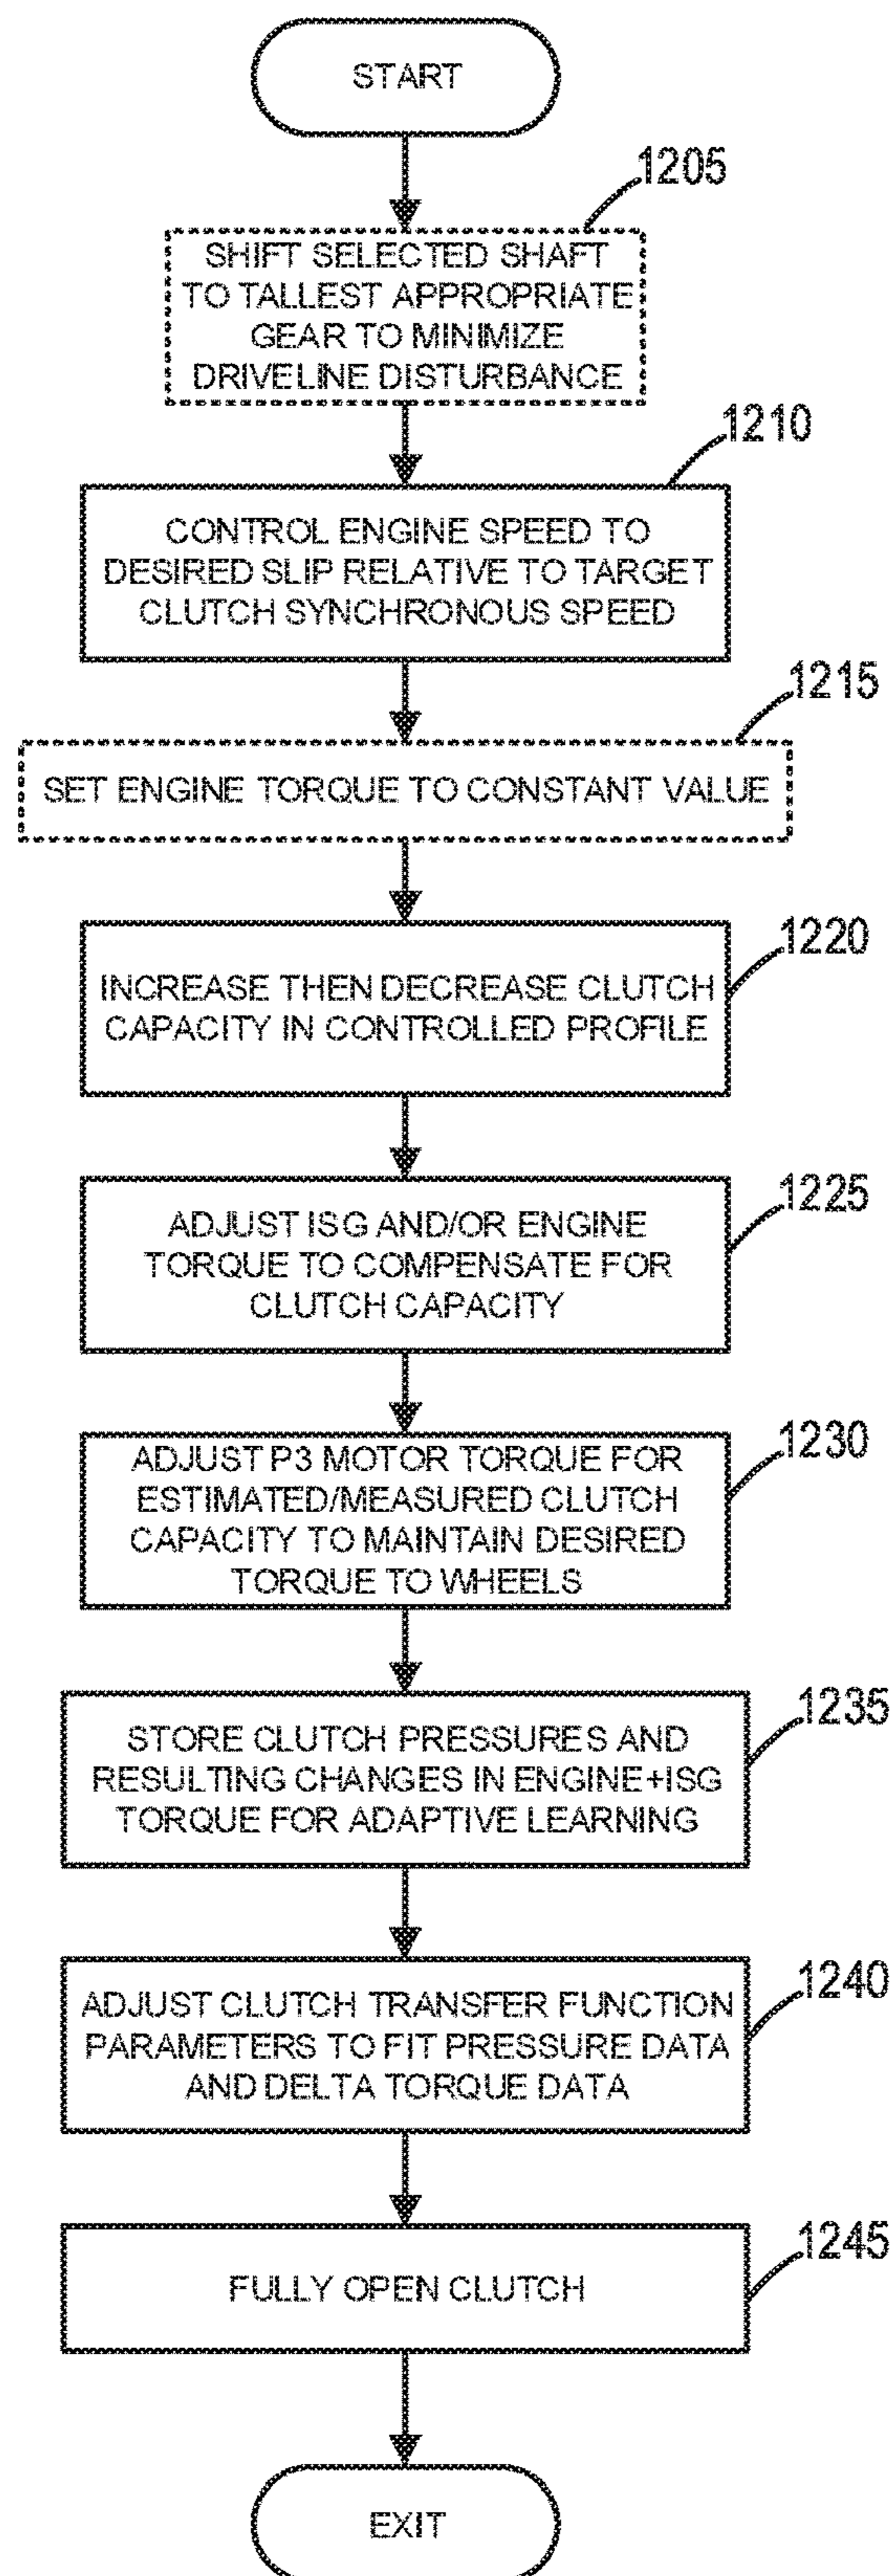 START
1205
SHIFT SELECTED SHAFT
TO TALLEST APPROPRIATE
GEAR TO MINIMIZE
DRIVELINE DISTURBANCE
1210
CONTROL ENGINE SPEED TO
DESIRED SLIP RELATIVE TO TARGET
CLUTCH SYNCHRONOUS SPEED
1215
SET ENGINE TORQUE TO CONSTANT VALUE
1220
INCREASE THEN DECREASE CLUTCH
CAPACITY IN CONTROLLED PROFILE
1225
ADJUST ISG AND/OR ENGINE
TORQUE TO COMPENSATE FOR
CLUTCH CAPACITY
1230
ADJUST P3 MOTOR TORQUE FOR
ESTIMATED/MEASURED CLUTCH
CAPACITY TO MAINTAIN DESIRED
TORQUE TO WHEELS
1235
STORE CLUTCH PRESSURES AND
RESULTING CHANGES IN ENGINE+ISG
TORQUE FOR ADAPTIVE LEARNING
1240
ADJUST CLUTCH TRANSFER FUNCTION
PARAMETERS TO FIT PRESSURE DATA
AND DELTA TORQUE DATA
1245
FULLY OPEN CLUTCH
EXIT